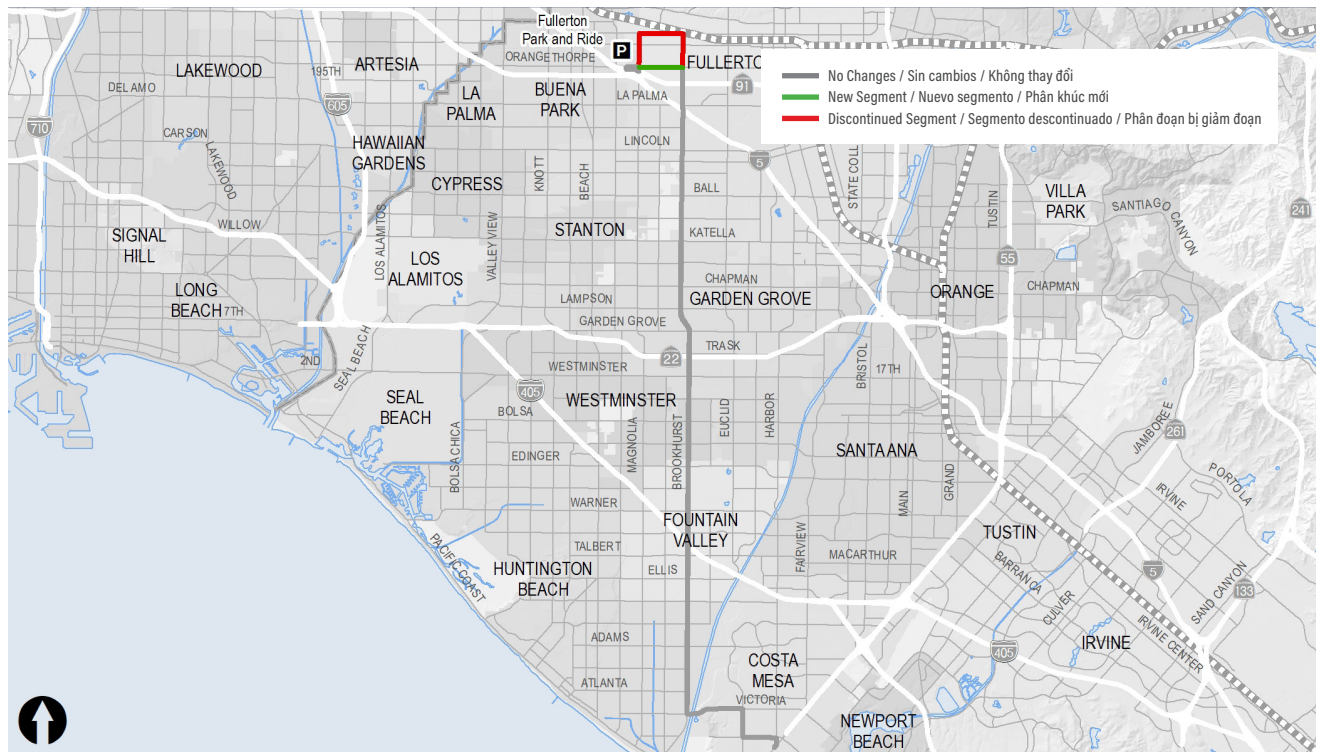 Fullerton
Park and Ride
P
No Changes / Sin cambios / Không thay đổi
New Segment / Nuevo segmento / Phân khúc mới
Discontinued Segment / Segmento descontinuado / Phân đoạn bị giảm đoạn
ORANGETHORPE
FULLERTO
91
LAKEWOOD
195TH
ARTESIA
DEL AMO
605
LA
PALMA
BUENA
PARK
LA PALMA
710
CARSON
LAKEWOOD
HAWAIIAN
GARDENS
LINCOLN
5
STATE COLL
CYPRESS
KNOTT
BEACH
BALL
VILLA
PARK
TUSTIN
SANTIAGO
CANYON
241
WILLOW
SIGNAL
HILL
LOS ALAMITOS
VALLEY VIEW
STANTON
KATELLA
LOS
ALAMITOS
55
LONG
BEACH
7TH
LAMPSON
CHAPMAN
GARDEN GROVE
ORANGE
CHAPMAN
GARDEN GROVE
2ND
SEAL BEACH
22
TRASK
WESTMINSTER
BRISTOL
17TH
405
SEAL
BEACH
BOLSA
WESTMINSTER
EUCLID
HARBOR
JAMBOREE
261
BOLSA CHICA
EDINGER
MAGNOLIA
BROOKHURST
SANTA ANA
GRAND
MAIN
PORTOLA
IRVINE
WARNER
FOUNTAIN
VALLEY
TUSTIN
PACIFIC COAST
TALBERT
FAIRVIEW
MACARTHUR
BARRANCA
HUNTINGTON
BEACH
ELLIS
5
SAND CANYON
133
CULVER
IRVINE CENTER
ADAMS
405
IRVINE
COSTA
MESA
ATLANTA
VICTORIA
NEWPORT
BEACH